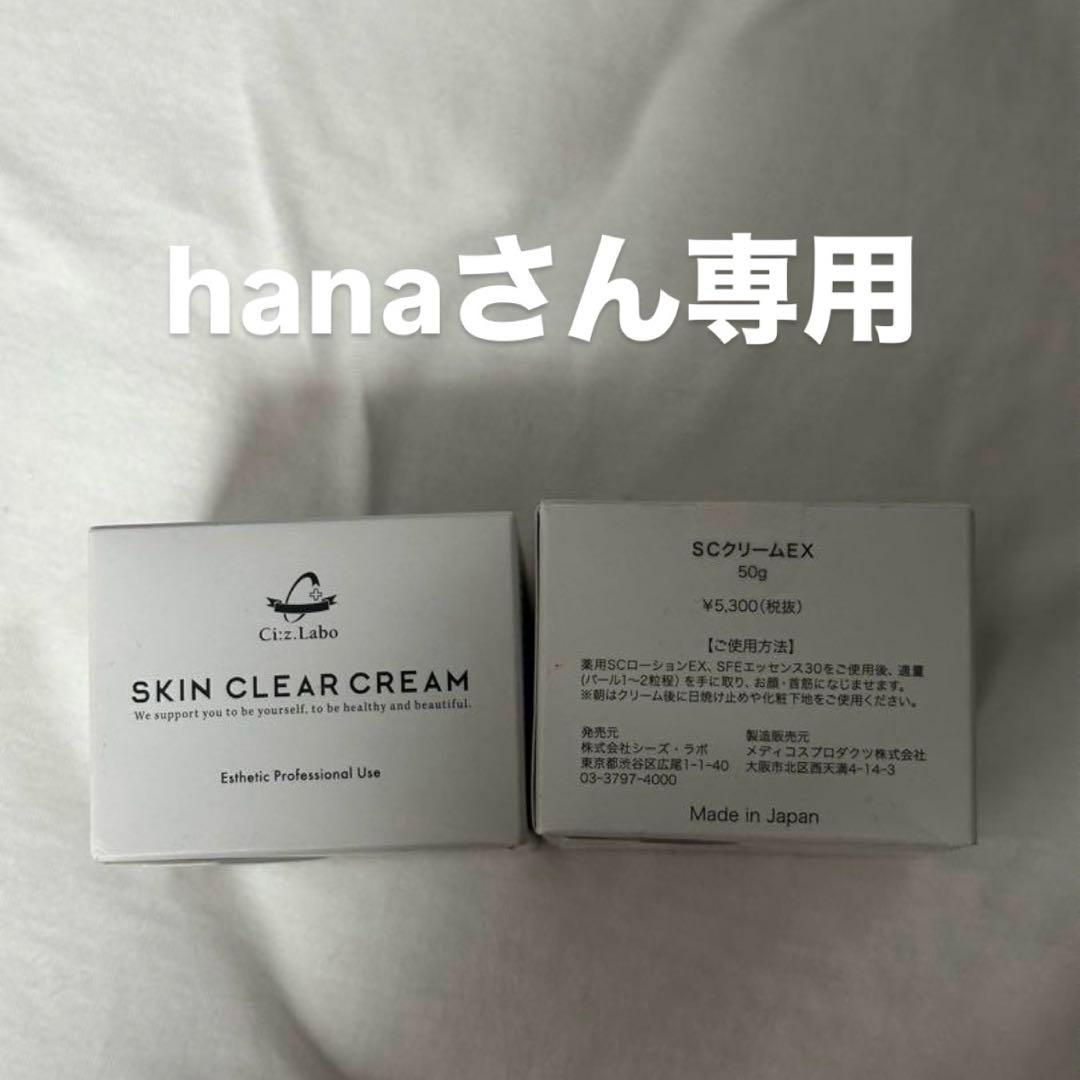 hanaさん専用
Ci:z.Labo
SKIN CLEAR CREAM
We support you to be yourself, to be healthy and beautiful.
Esthetic Professional Use
SCクリームEX
50g
¥5,300(税抜)
【ご使用方法】
薬用SCローションEX、SFEエッセンス30をご使用後、適量
(パール1〜2粒程)を手に取り、お顔・首筋になじませます。
※朝はクリーム後に日焼け止めや化粧下地をご使用ください。
発売元
株式会社シーズ・ラボ
東京都渋谷区広尾1-1-40
03-3797-4000
製造販売元
メディコスプロダクツ株式会社
大阪市北区西天満4-14-3
Made in Japan